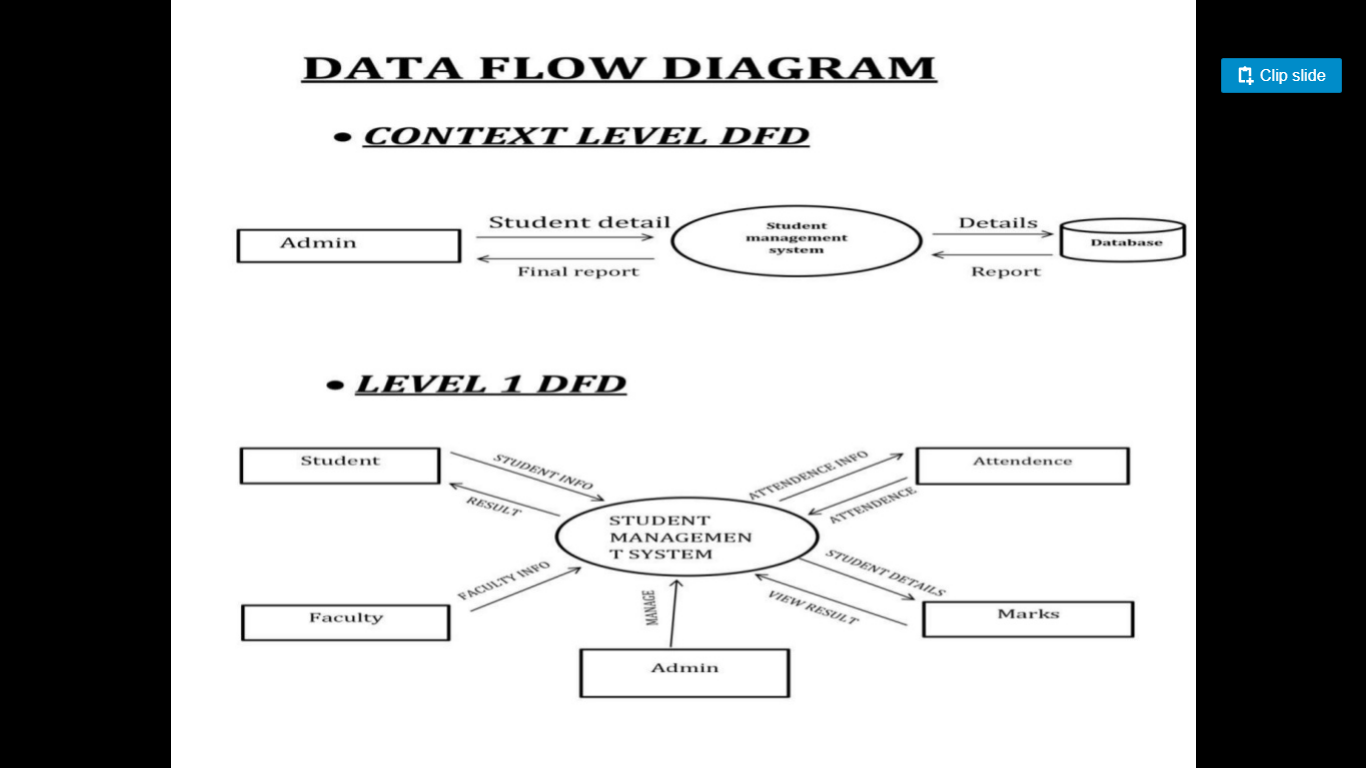 DATA FLOW DIAGRAM
Clip slide
• CONTEXT LEVEL DFD
Admin
Student detail
Final report
Student
management
system
Details
Report
Database
• LEVEL 1 DFD
Student
STUDENT INFO
RESULT
ATTENDENCE INFO
ATTENDENCE
Attendence
STUDENT
MANAGEMEN
T SYSTEM
Faculty
FACULTY INFO
MANAGE
Admin
STUDENT DETAILS
VIEW RESULT
Marks